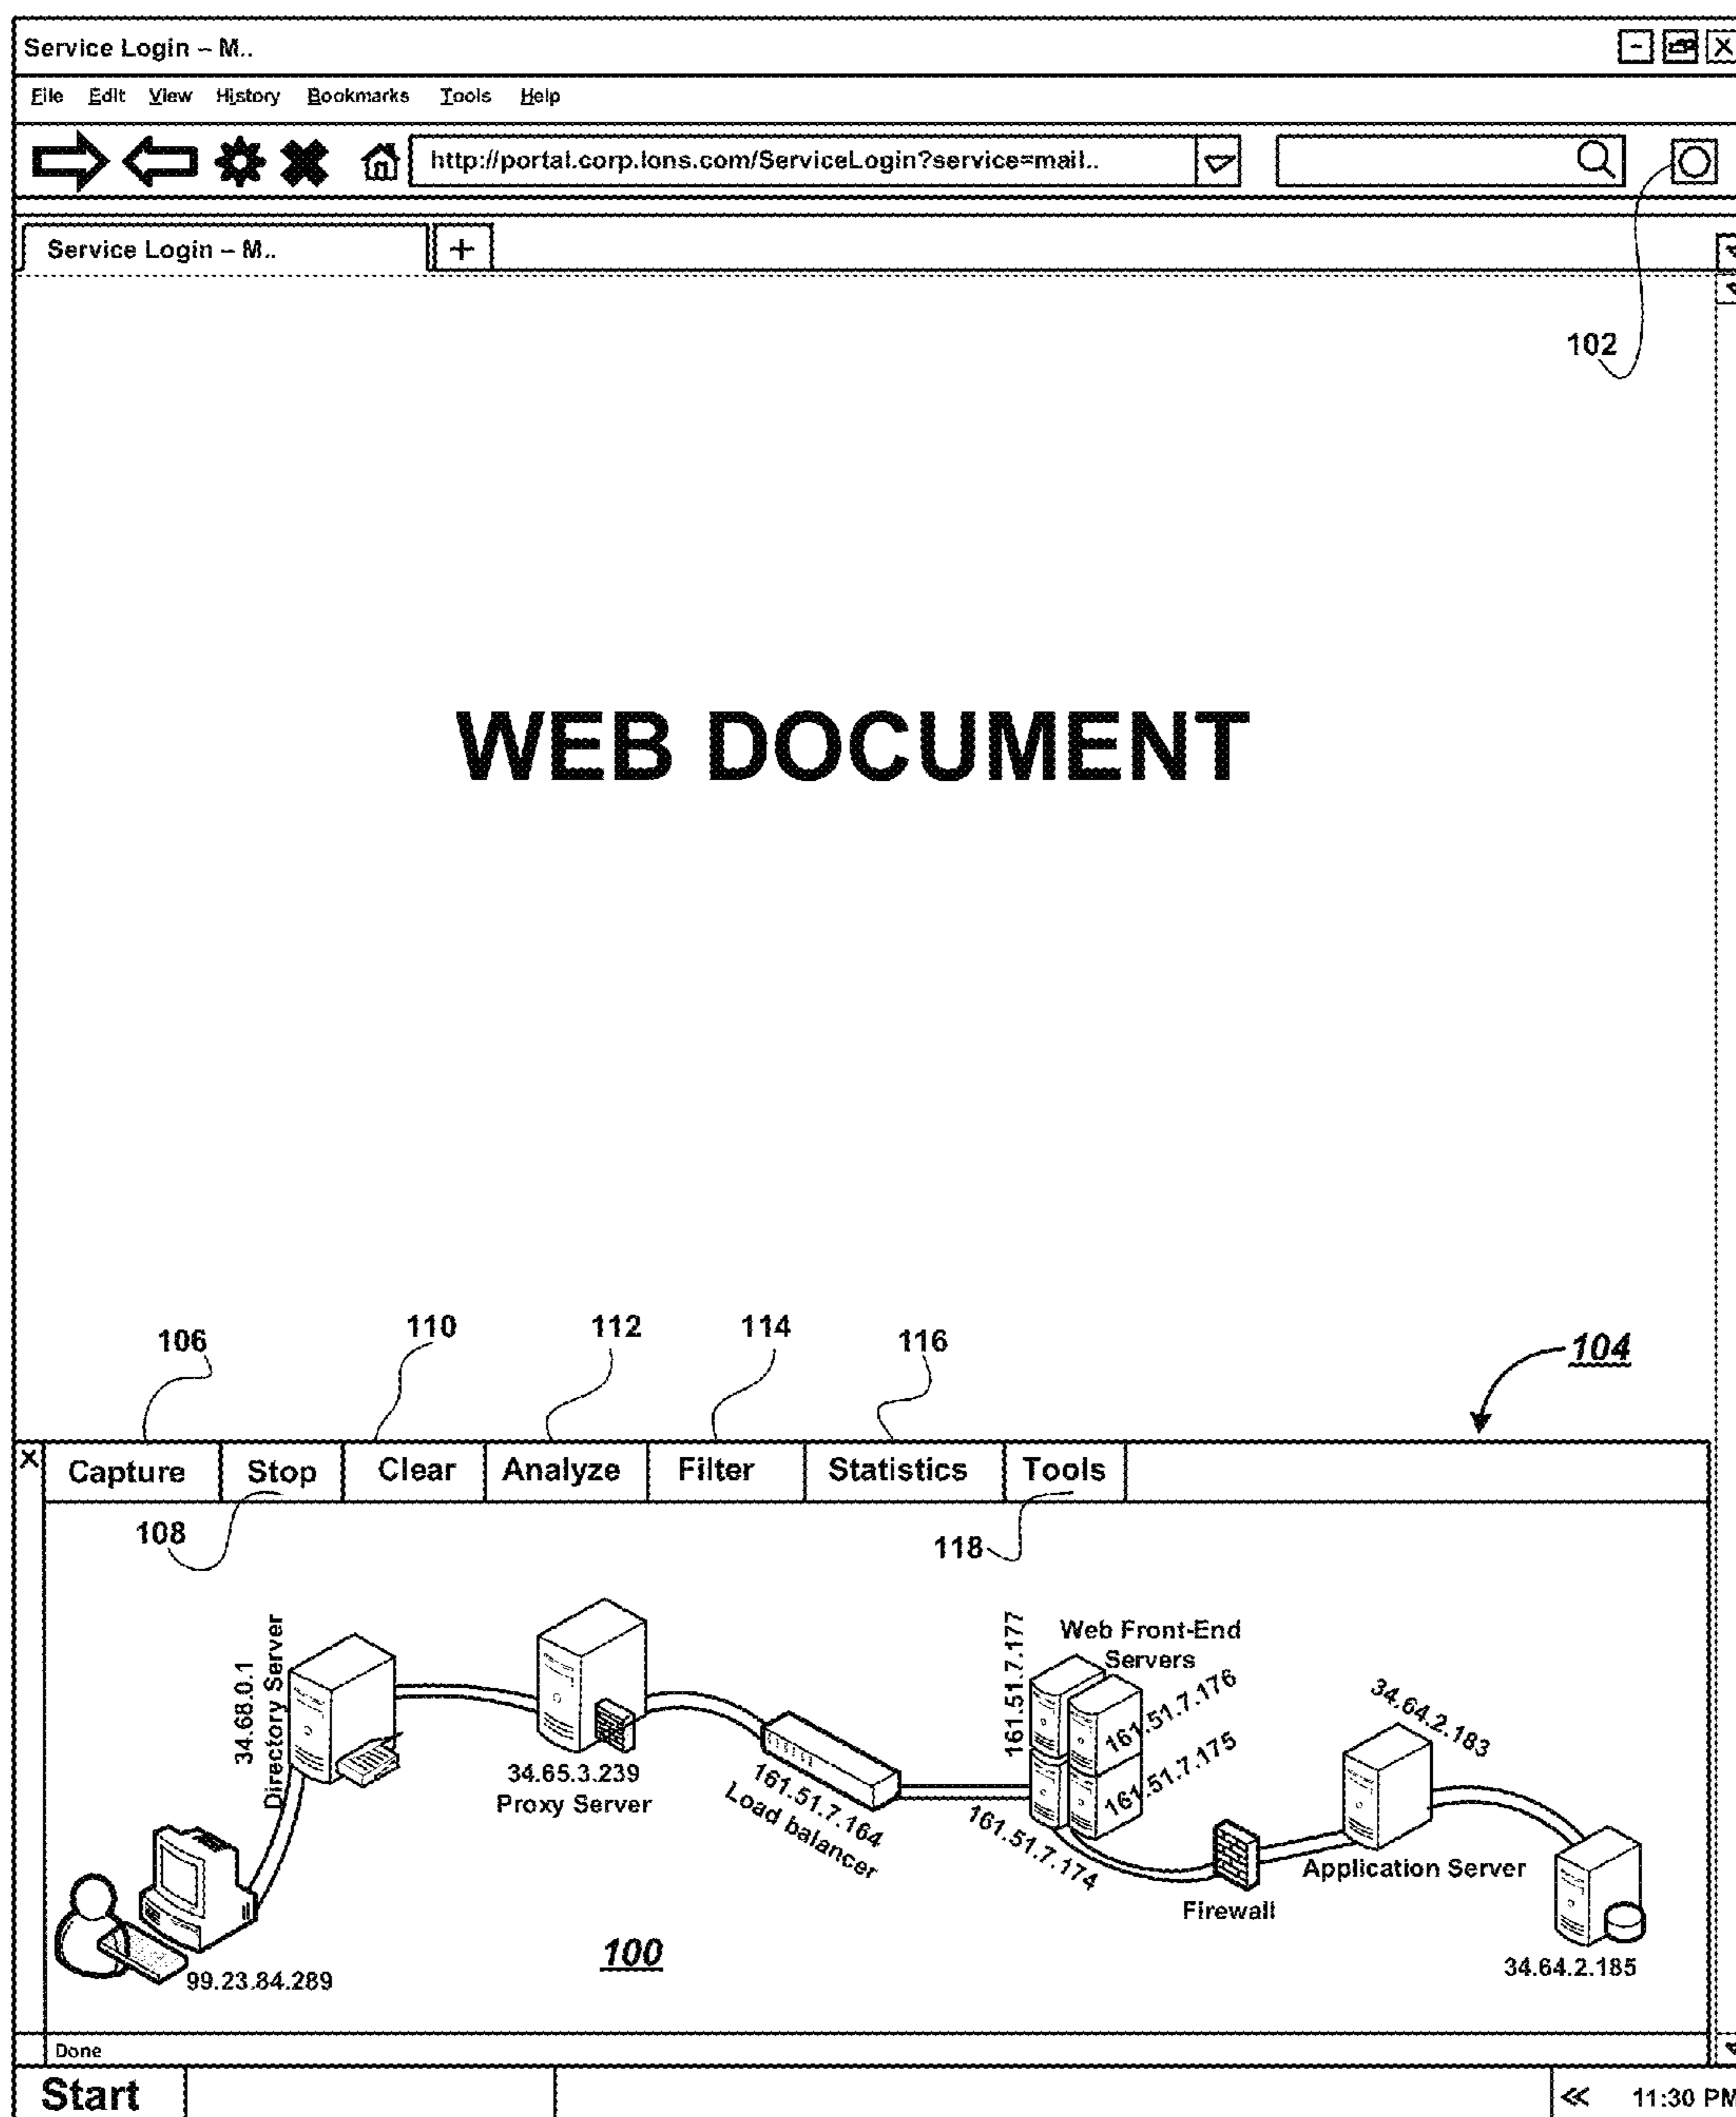 Service Login – M..
File Edit View History Bookmarks Tools Help
http://portal.corp.lons.com/ServiceLogin?service=mail..
Service Login – M..
102
WEB DOCUMENT
106
110
112
114
116
104
Capture Stop Clear Analyze Filter Statistics Tools
108
118
34.68.0.1
Directory Server
34.65.3.239
Proxy Server
161.51.7.164
Load balancer
161.51.7.177
Web Front-End
Servers
161.51.7.176
161.51.7.175
161.51.7.174
Firewall
34.64.2.183
Application Server
34.64.2.185
99.23.84.289
100
Done
Start
<< 11:30 PM